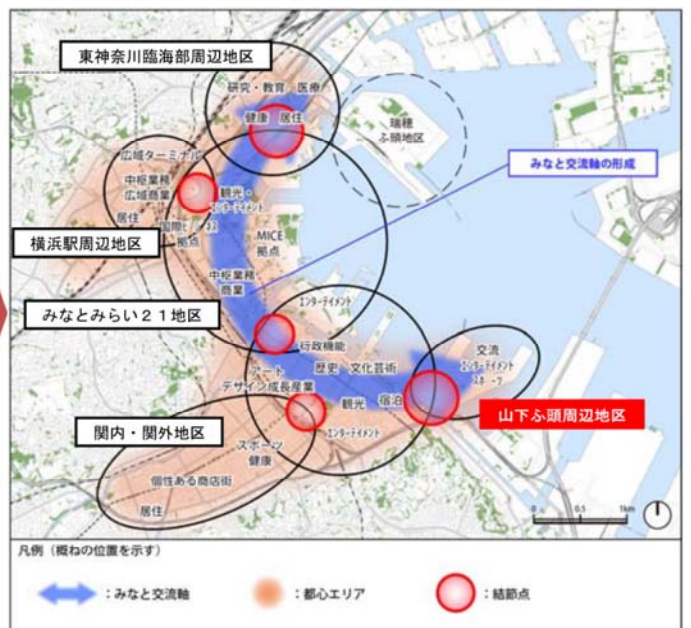 東神奈川臨海部周辺地区
研究・教育　医療
健康　居住
瑞穂
ふ頭地区
みなと交流軸の形成
広域ターミナル
中枢業務
広域商業
居住
観光・
エンターテイメント
国際ビジネス
拠点
MICE
拠点
横浜駅周辺地区
中枢業務
商業
みなとみらい２１地区
エンターテイメント
行政機能
アート
デザイン成長産業
歴史　文化芸術
観光
宿泊
交流
エンターテイメント
スポーツ
山下ふ頭周辺地区
関内・関外地区
エンターテイメント
スポーツ
健康
個性ある商店街
居住
0　0.5　1km
凡例（概ねの位置を示す）
：みなと交流軸
：都心エリア
：結節点